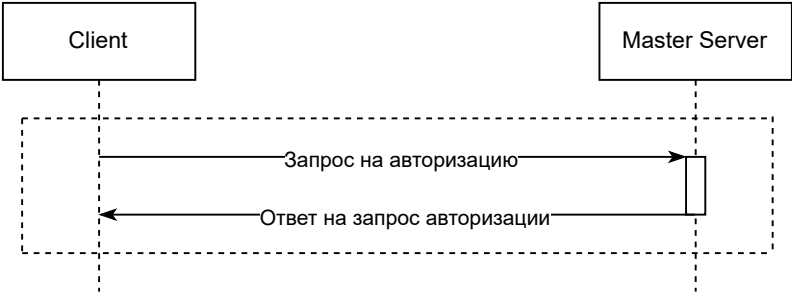 Client
Master Server
Запрос на авторизацию
Ответ на запрос авторизации